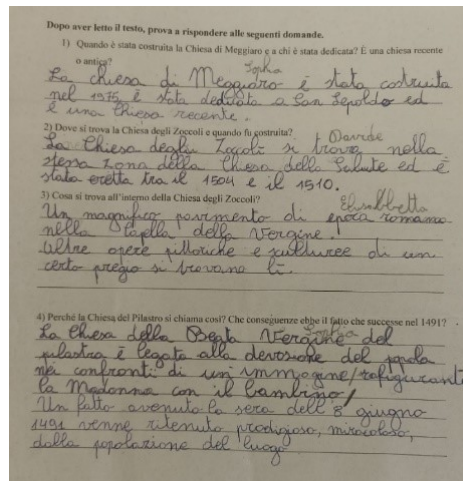 Dopo aver letto il testo, prova a rispondere alle seguenti domande.
1) Quando è stata costruita la Chiesa di Meggiaro e a chi è stata dedicata? È una chiesa recente
o antica? Sophia
La chiesa di Meggiaro è stata costruita
nel 1975 è stata dedicata a San Lepoldo ed
è una Chiesa recente.
2) Dove si trova la Chiesa degli Zoccoli e quando fu costruita?
Davide
La Chiesa degli Zoccoli si trova nella
stessa zona della Chiesa della Salute ed è
stata eretta tra il 1504 e il 1510.
3) Cosa si trova all'interno della Chiesa degli Zoccoli?
Elisabetta
Un magnifico pavimento di epoca romana
nella Capella della Vergine.
altre opere pittoriche e sculturee di un
certo pregio si trovano lì.
4) Perché la Chiesa del Pilastro si chiama così? Che conseguenze ebbe il fatto che successe nel 1491?
Sophia
La Chiesa della Beata Vergine del
pilastro è legata alla devozione del popolo
nei confronti di un'immagine/rafigurante
la Madonna con il bambino/
Un fatto avenuto la sera dell'8 giugno
1491 venne ritenuto prodigioso, miracoloso,
dalla popolazione del luogo